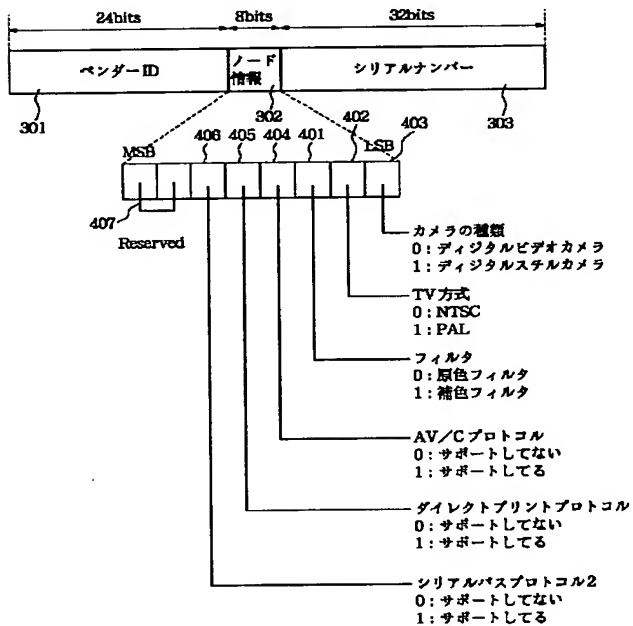 24bits 8bits 32bits
ベンダーID ノード情報 シリアルナンバー
301 302 303
MSB 406 405 404 401 402 LSB 403
407
Reserved
カメラの種類
0:ディジタルビデオカメラ
1:ディジタルスチルカメラ
TV方式
0:NTSC
1:PAL
フィルタ
0:原色フィルタ
1:補色フィルタ
AV/Cプロトコル
0:サポートしてない
1:サポートしてる
ダイレクトプリントプロトコル
0:サポートしてない
1:サポートしてる
シリアルバスプロトコル2
0:サポートしてない
1:サポートしてる